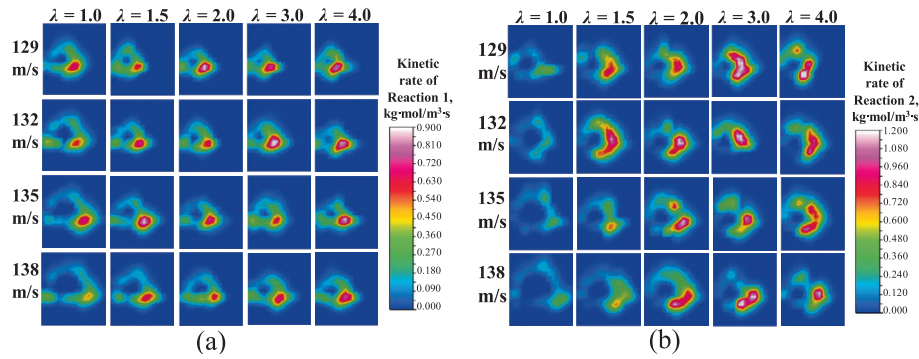 λ = 1.0 λ = 1.5 λ = 2.0 λ = 3.0 λ = 4.0
129
m/s
132
m/s
135
m/s
138
m/s
Kinetic
rate of
Reaction 1,
kg·mol/m³·s
0.900
0.810
0.720
0.630
0.540
0.450
0.360
0.270
0.180
0.090
0.000
(a)
λ = 1.0 λ = 1.5 λ = 2.0 λ = 3.0 λ = 4.0
129
m/s
132
m/s
135
m/s
138
m/s
Kinetic
rate of
Reaction 2,
kg·mol/m³·s
1.200
1.080
0.960
0.840
0.720
0.600
0.480
0.360
0.240
0.120
0.000
(b)